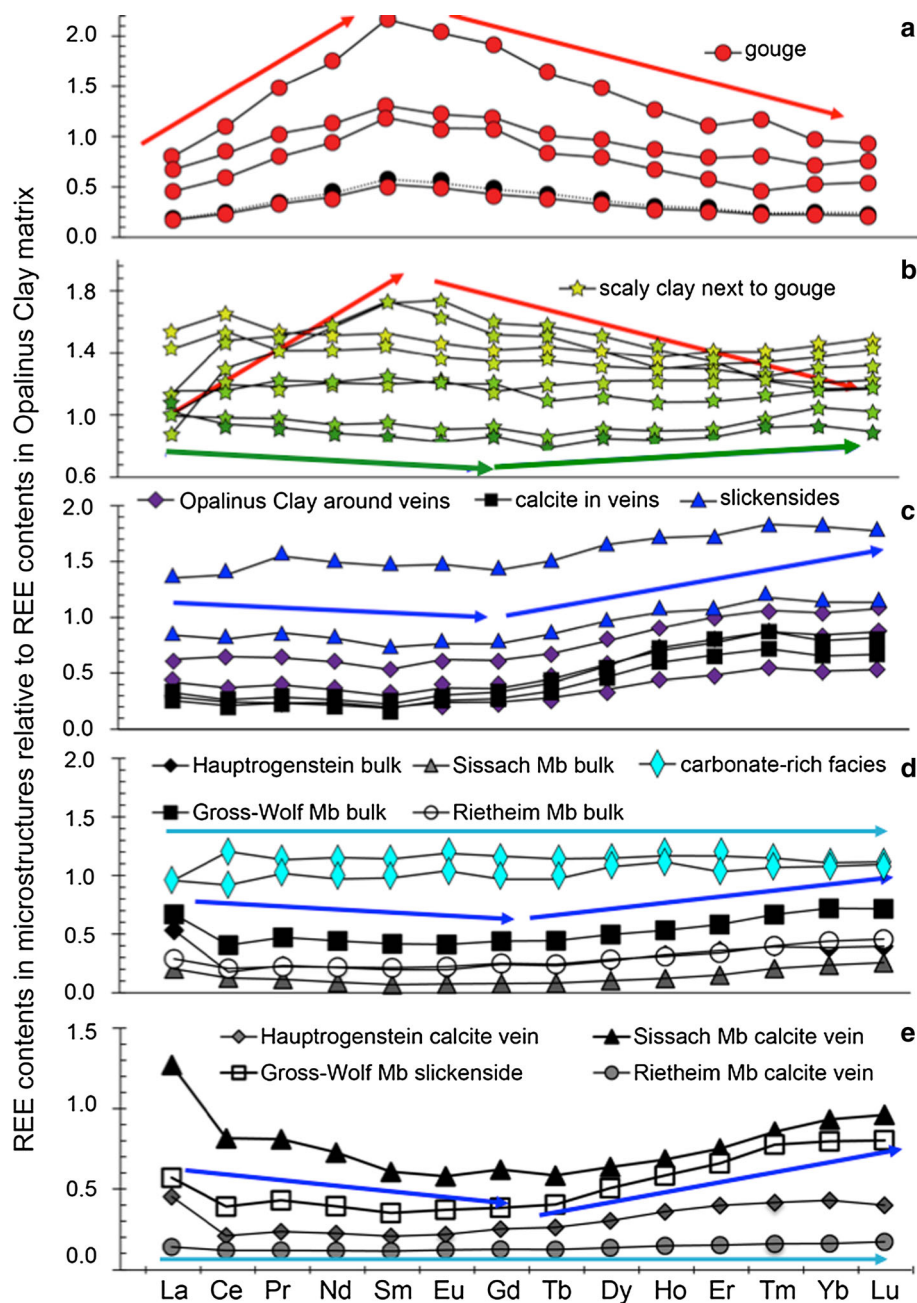 REE contents in microstructures relative to REE contents in Opalinus Clay matrix
a
2.0
gouge
1.5
1.0
0.5
0.0
b
1.8
scaly clay next to gouge
1.4
1.0
0.6
Opalinus Clay around veins calcite in veins slickensides
c
2.0
1.5
1.0
0.5
0.0
d
2.0
Hauptrogenstein bulk Sissach Mb bulk carbonate-rich facies
Gross-Wolf Mb bulk Rietheim Mb bulk
1.5
1.0
0.5
0.0
e
1.5
Hauptrogenstein calcite vein Sissach Mb calcite vein
Gross-Wolf Mb slickenside Rietheim Mb calcite vein
1.0
0.5
0.0
La Ce Pr Nd Sm Eu Gd Tb Dy Ho Er Tm Yb Lu